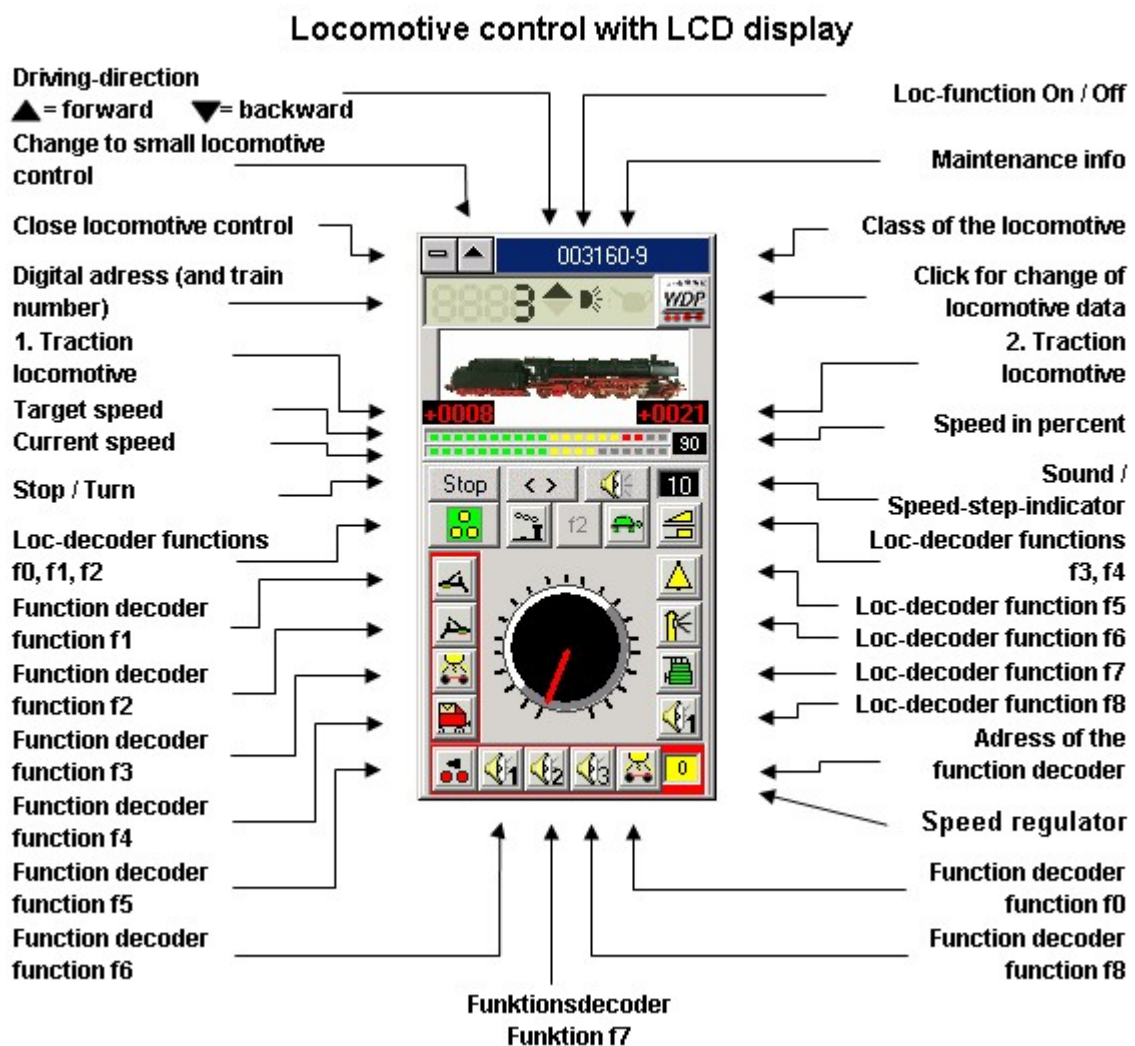 Locomotive control with LCD display
Driving-direction
▲= forward ▼= backward
Change to small locomotive
control
Close locomotive control
Digital adress (and train
number)
1. Traction
locomotive
Target speed
Current speed
Stop / Turn
Loc-decoder functions
f0, f1, f2
Function decoder
function f1
Function decoder
function f2
Function decoder
function f3
Function decoder
function f4
Function decoder
function f5
Function decoder
function f6
003160-9
3
WDP
+0008 +0021
90
Stop < > 10
f2
1
1 2 3 0
Loc-function On / Off
Maintenance info
Class of the locomotive
Click for change of
locomotive data
2. Traction
locomotive
Speed in percent
Sound /
Speed-step-indicator
Loc-decoder functions
f3, f4
Loc-decoder function f5
Loc-decoder function f6
Loc-decoder function f7
Loc-decoder function f8
Adress of the
function decoder
Speed regulator
Function decoder
function f0
Function decoder
function f8
Funktionsdecoder
Funktion f7